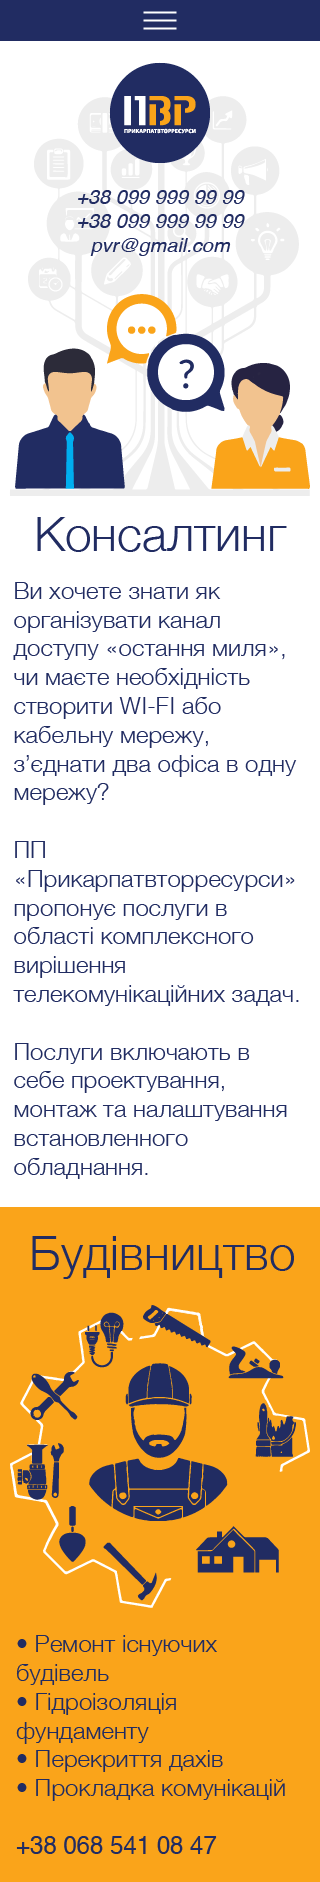 ПВР
ПРИКАРПАТВТОРРЕСУРСИ
+38 099 999 99 99
+38 099 999 99 99
pvr@gmail.com
?
Консалтинг
Ви хочете знати як
організувати канал
доступу «остання миля»,
чи маєте необхідність
створити WI-FI або
кабельну мережу,
з’єднати два офіса в одну
мережу?
ПП
«Прикарпатвторресурси»
пропонує послуги в
області комплексного
вирішення
телекомунікаційних задач.
Послуги включають в
себе проектування,
монтаж та налаштування
встановленного
обладнання.
Будівництво
• Ремонт існуючих
будівель
• Гідроізоляція
фундаменту
• Перекриття дахів
• Прокладка комунікацій
+38 068 541 08 47